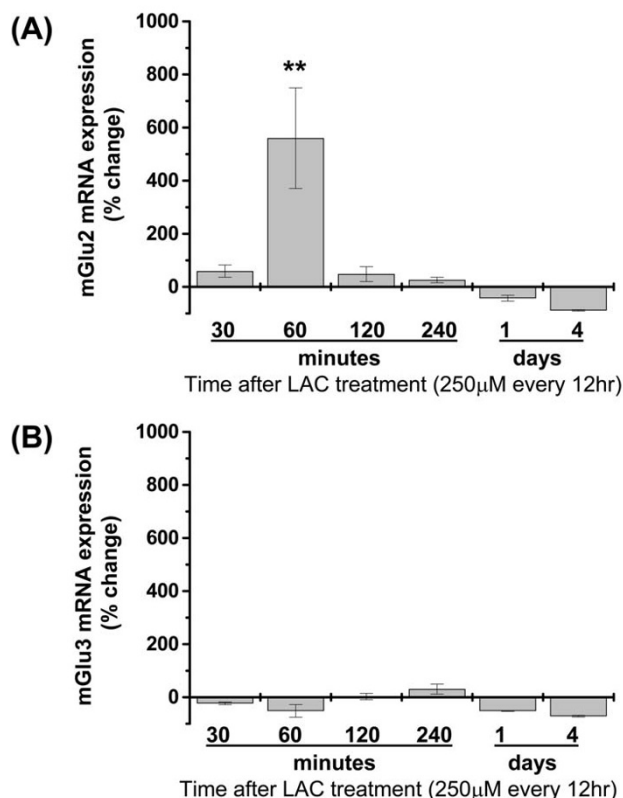 (A)
mGlu2 mRNA expression
(% change)
1000
800
600
400
200
0
**
30 60 120 240 1 4
minutes days
Time after LAC treatment (250μM every 12hr)
(B)
mGlu3 mRNA expression
(% change)
1000
800
600
400
200
0
30 60 120 240 1 4
minutes days
Time after LAC treatment (250μM every 12hr)